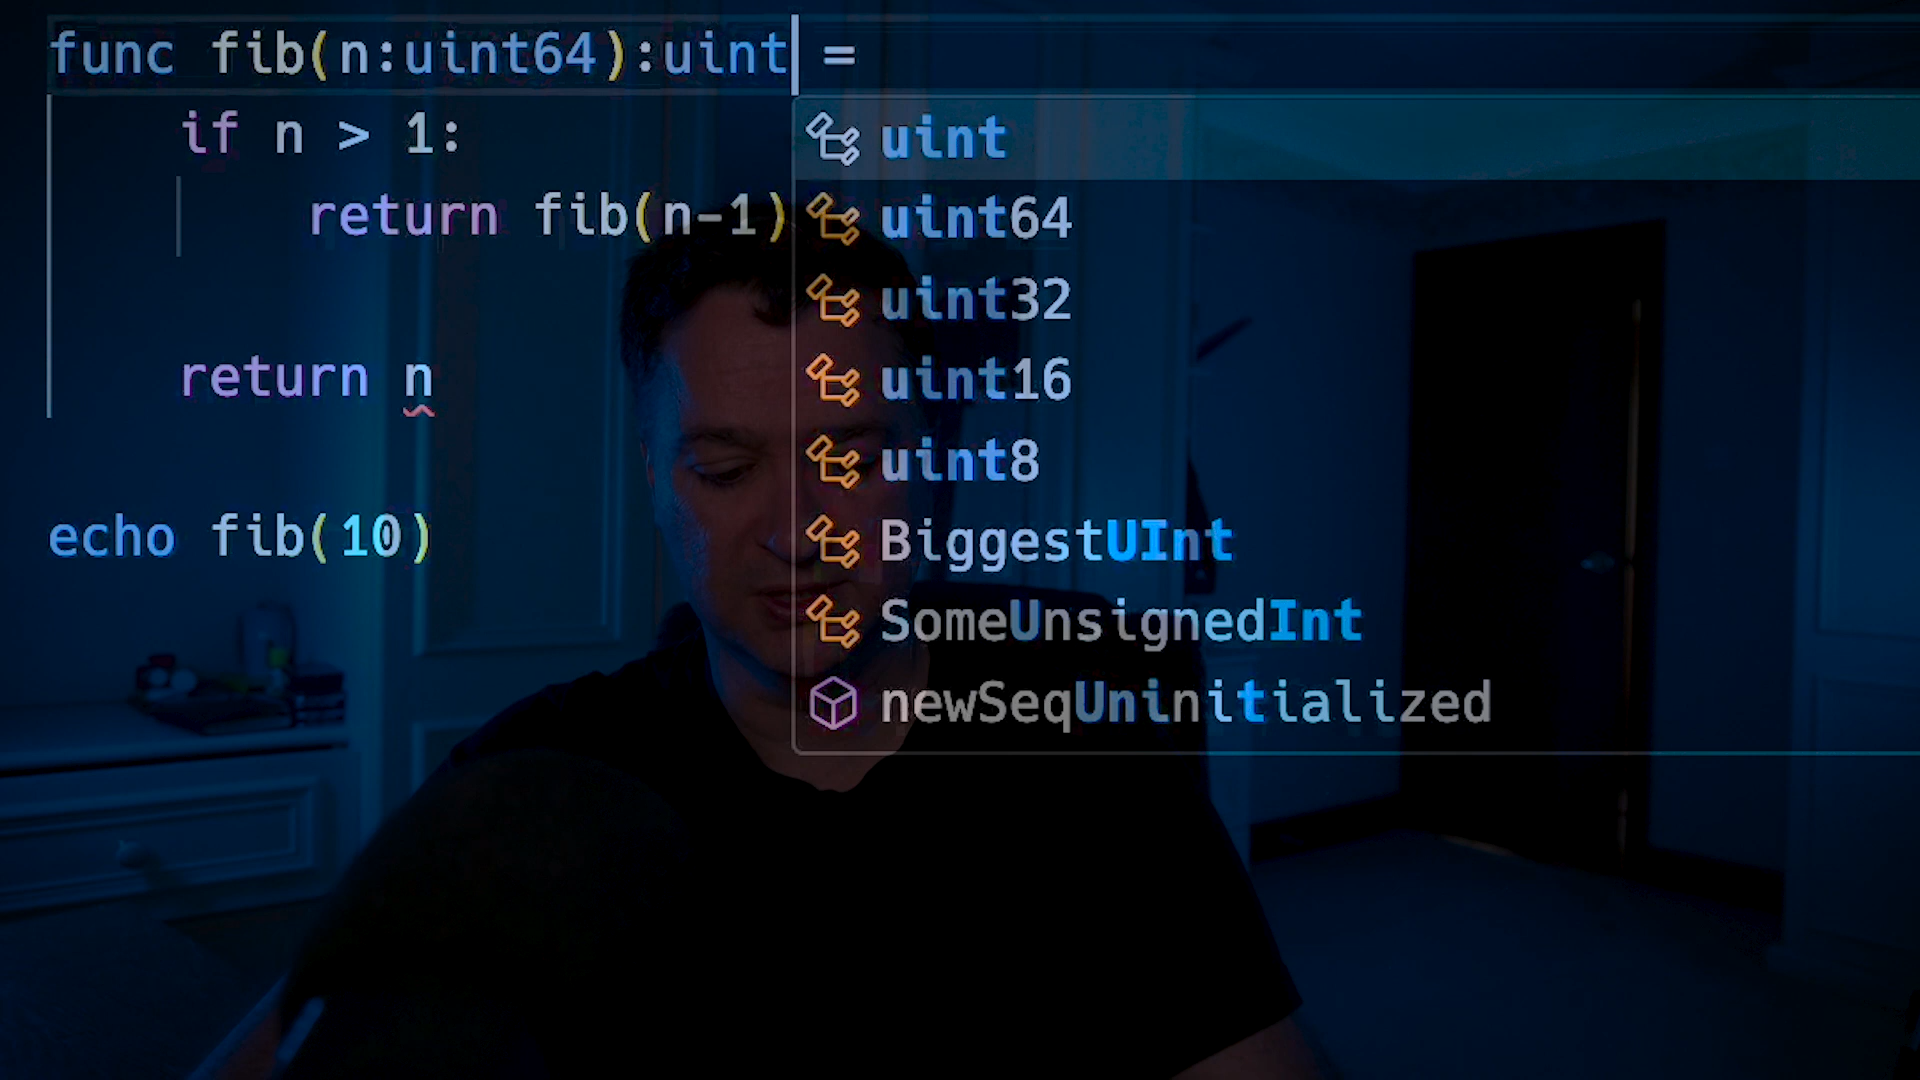 func fib(n:uint64):uint =
if n > 1:
return fib(n-1)
return n
echo fib(10)
uint
uint64
uint32
uint16
uint8
BiggestUInt
SomeUnsignedInt
newSeqUninitialized